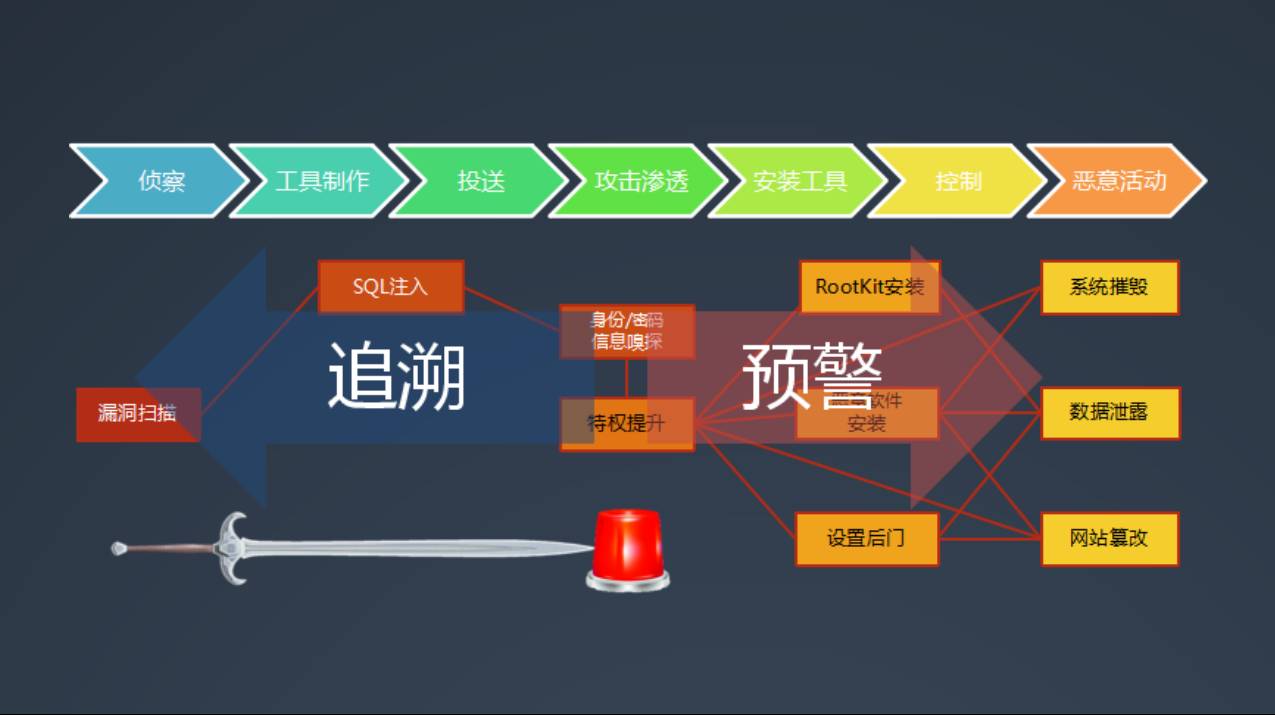 侦察
工具制作
投送
攻击渗透
安装工具
控制
恶意活动
SQL注入
RootKit安装
系统摧毁
身份/密码
信息嗅探
追溯
预警
漏洞扫描
特权提升
恶意软件
安装
数据泄露
设置后门
网站篡改